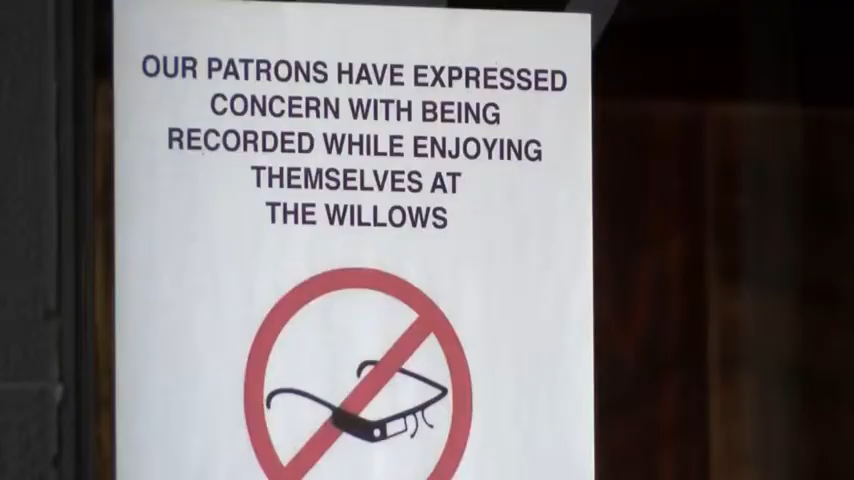 OUR PATRONS HAVE EXPRESSED
CONCERN WITH BEING
RECORDED WHILE ENJOYING
THEMSELVES AT
THE WILLOWS